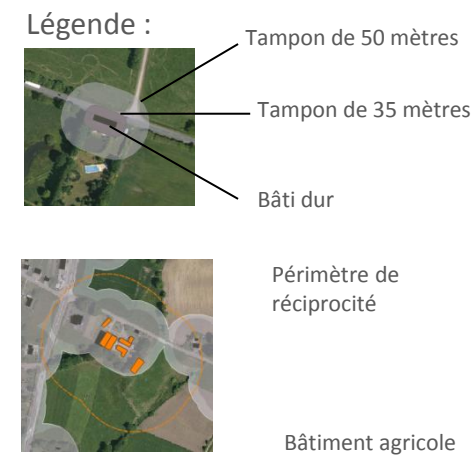 Légende :
Tampon de 50 mètres
Tampon de 35 mètres
Bâti dur
Périmètre de
réciprocité
Bâtiment agricole